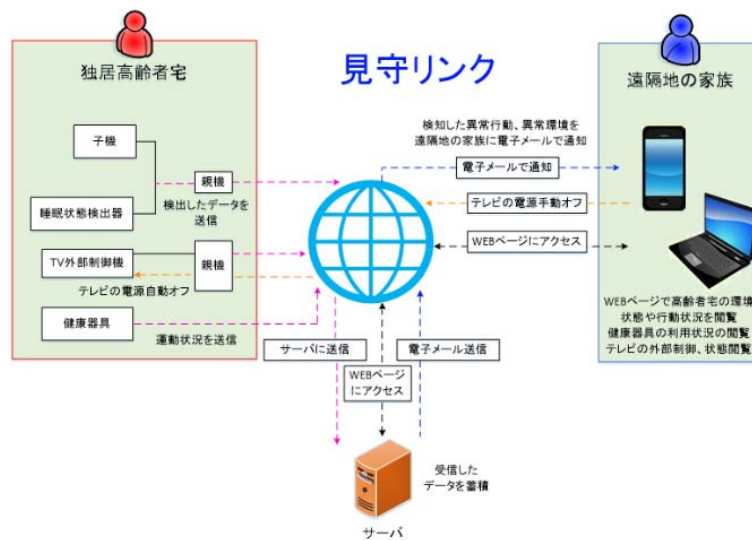 見守リンク
独居高齢者宅
子機
睡眠状態検出器
親機
検出したデータを
送信
TV外部制御機
親機
テレビの電源自動オフ
健康器具
運動状況を送信
検知した異常行動、異常環境を
遠隔地の家族に電子メールで通知
電子メールで通知
テレビの電源手動オフ
WEBページにアクセス
遠隔地の家族
WEBページで高齢者宅の環境
状態や行動状況を閲覧
健康器具の利用状況の閲覧
テレビの外部制御、状態閲覧
サーバに送信
WEBページ
にアクセス
電子メール送信
受信した
データを蓄積
サーバ